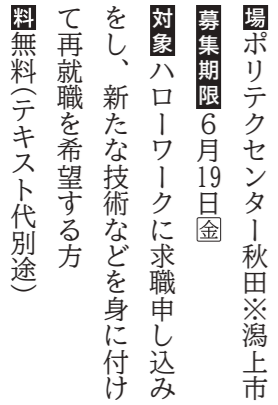 場ポリテクセンター秋田※潟上市
募集期限6月19日金
対象ハローワークに求職申し込み
をし、新たな技術などを身に付け
て再就職を希望する方
料無料(テキスト代別途)